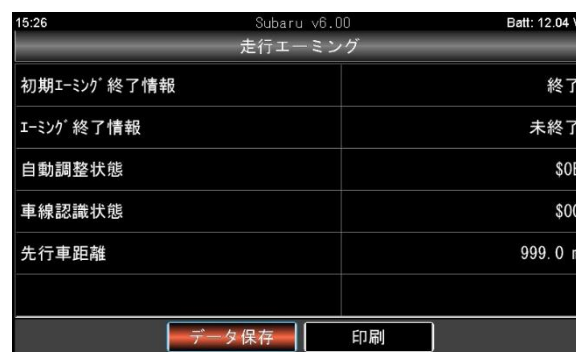 15:26 Subaru v6.00 Batt: 12.04 V
走行エーミング
初期ｴｰﾐﾝｸﾞ終了情報 終了
ｴｰﾐﾝｸﾞ終了情報 未終了
自動調整状態
車線認識状態 $00
先行車距離 999.0 m
データ保存 印刷